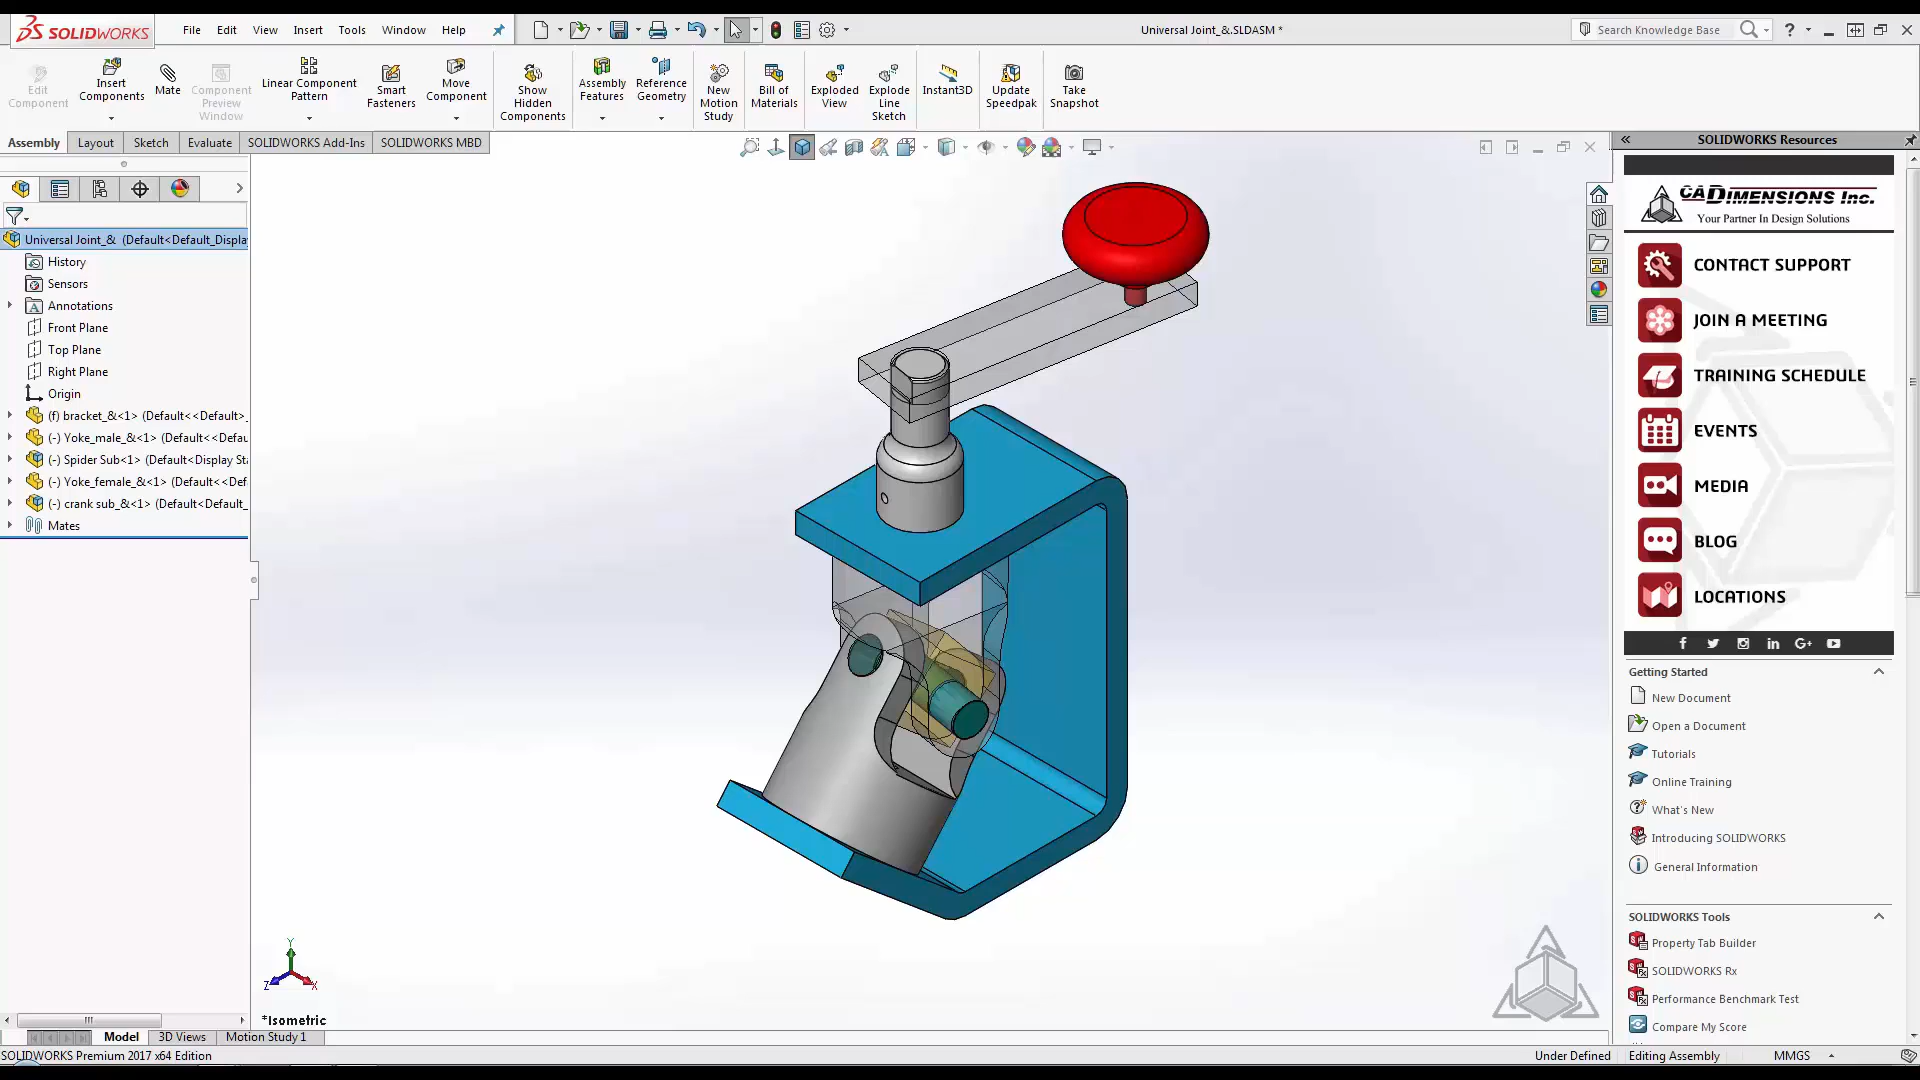 SOLIDWORKS
File Edit View Insert Tools Window Help
Universal Joint_&.SLDASM *
Search Knowledge Base
?
Edit Component
Insert Components
Mate
Component Preview Window
Linear Component Pattern
Smart Fasteners
Move Component
Show Hidden Components
Assembly Features
Reference Geometry
New Motion Study
Bill of Materials
Exploded View
Explode Line Sketch
Instant3D
Update Speedpak
Take Snapshot
Assembly Layout Sketch Evaluate SOLIDWORKS Add-Ins SOLIDWORKS MBD
Universal Joint_& (Default<Default_Displa
History
Sensors
Annotations
Front Plane
Top Plane
Right Plane
Origin
(f) bracket_&<1> (Default<<Default>_
(-) Yoke_male_&<1> (Default<<Defau
(-) Spider Sub<1> (Default<Display Sta
(-) Yoke_female_&<1> (Default<<Def
(-) crank sub_&<1> (Default<Default_
Mates
Y
Z
X
*Isometric
Model 3D Views Motion Study 1
SOLIDWORKS Premium 2017 x64 Edition
Under Defined Editing Assembly MMGS
SOLIDWORKS Resources
CADIMENSIONS Inc.
Your Partner In Design Solutions
CONTACT SUPPORT
JOIN A MEETING
TRAINING SCHEDULE
EVENTS
MEDIA
BLOG
LOCATIONS
Getting Started
New Document
Open a Document
Tutorials
Online Training
What's New
Introducing SOLIDWORKS
General Information
SOLIDWORKS Tools
Property Tab Builder
SOLIDWORKS Rx
Performance Benchmark Test
Compare My Score